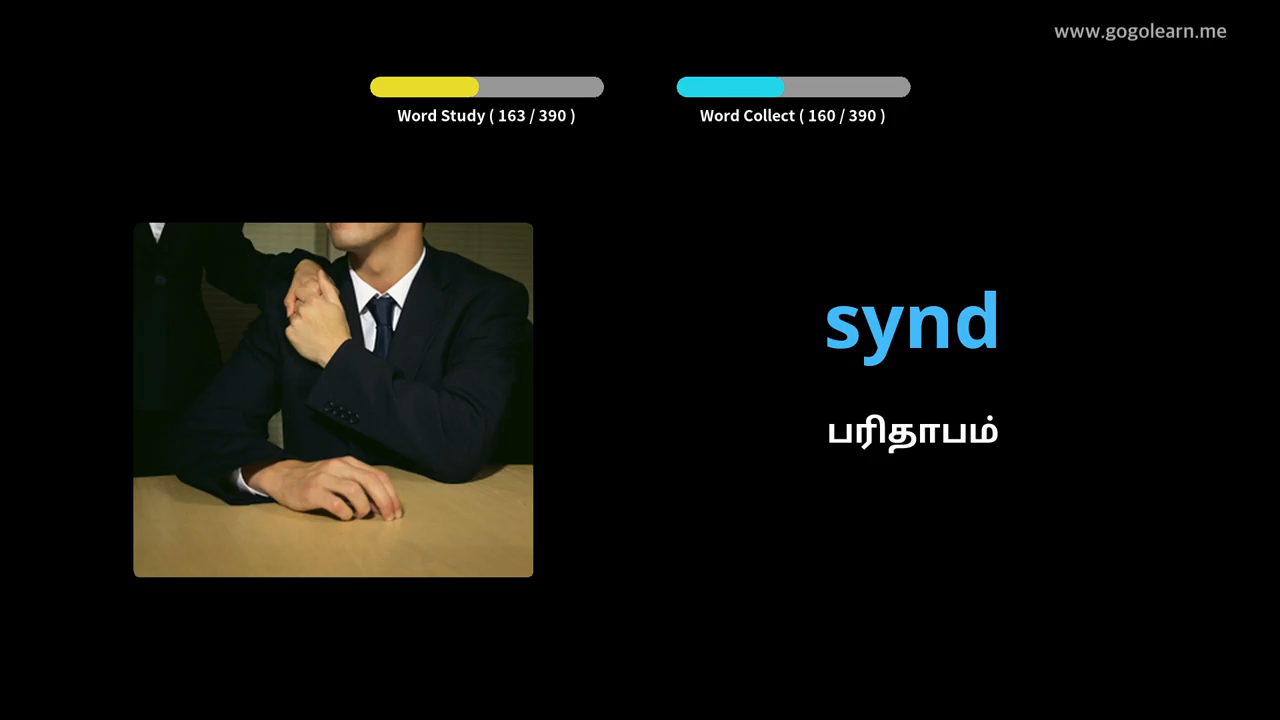 www.gogolearn.me
Word Study ( 163 / 390 )
Word Collect ( 160 / 390 )
synd
பரிதாபம்